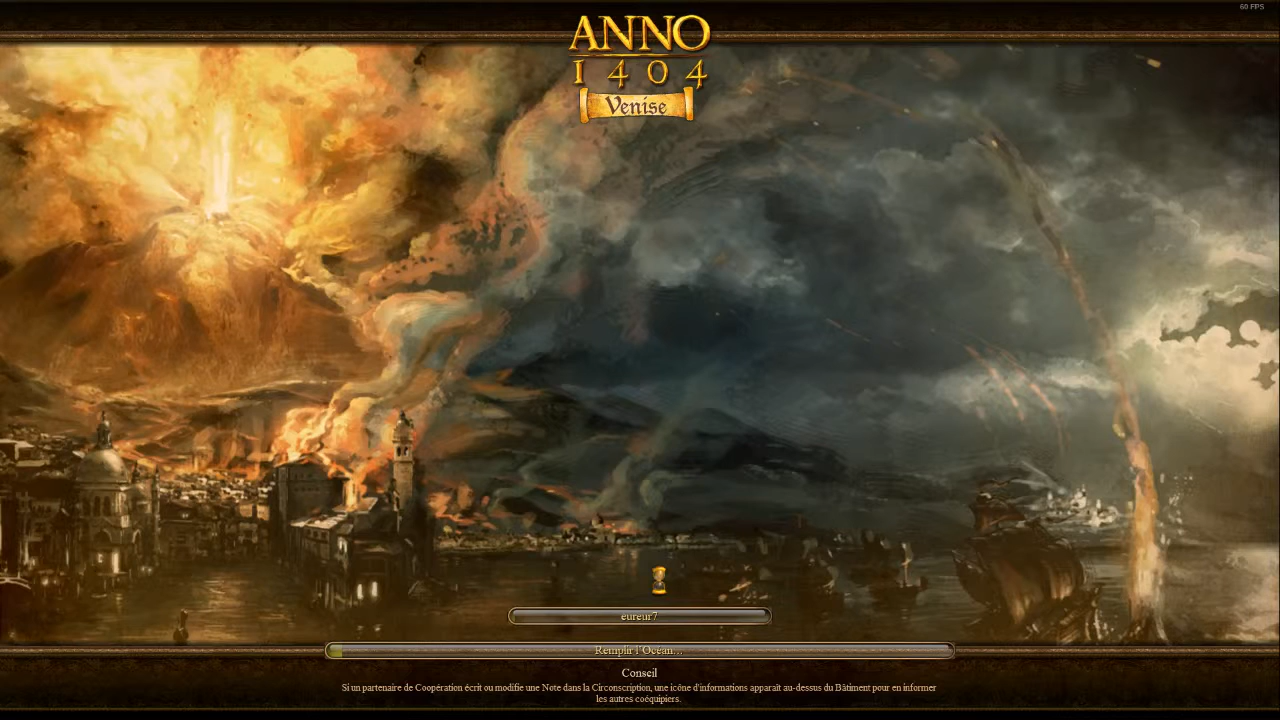 60 FPS
ANNO
1404
Venise
eureur7
Remplir l'Océan...
Conseil
Si un partenaire de Coopération écrit ou modifie une Note dans la Circonscription, une icône d'informations apparaît au-dessus du Bâtiment pour en informer
les autres coéquipiers.